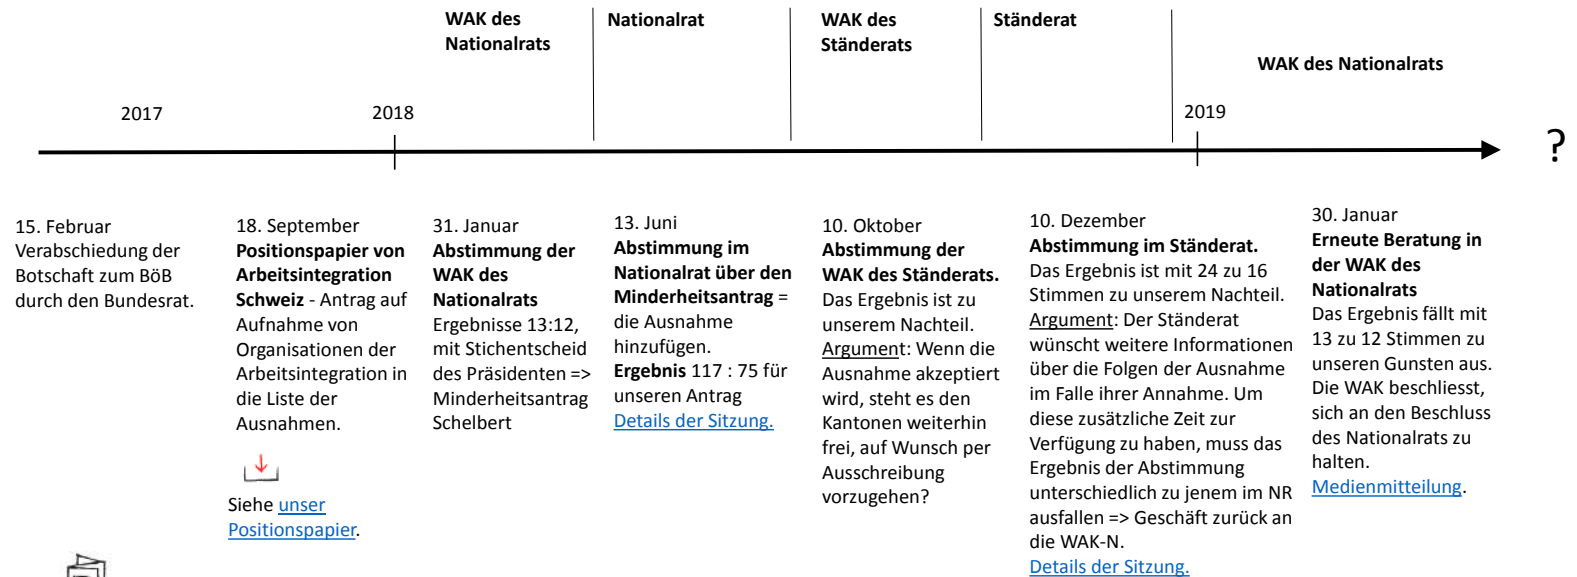 WAK des
Nationalrats
Nationalrat
WAK des
Ständerats
Ständerat
WAK des Nationalrats
2017
2018
2019
?
15. Februar
Verabschiedung der
Botschaft zum BöB
durch den Bundesrat.
18. September
Positionspapier von
Arbeitsintegration
Schweiz - Antrag auf
Aufnahme von
Organisationen der
Arbeitsintegration in
die Liste der
Ausnahmen.
Siehe unser
Positionspapier.
31. Januar
Abstimmung der
WAK des
Nationalrats
Ergebnisse 13:12,
mit Stichentscheid
des Präsidenten =>
Minderheitsantrag
Schelbert
13. Juni
Abstimmung im
Nationalrat über den
Minderheitsantrag =
die Ausnahme
hinzufügen.
Ergebnis 117 : 75 für
unseren Antrag
Details der Sitzung.
10. Oktober
Abstimmung der
WAK des Ständerats.
Das Ergebnis ist zu
unserem Nachteil.
Argument: Wenn die
Ausnahme akzeptiert
wird, steht es den
Kantonen weiterhin
frei, auf Wunsch per
Ausschreibung
vorzugehen?
10. Dezember
Abstimmung im Ständerat.
Das Ergebnis ist mit 24 zu 16
Stimmen zu unserem Nachteil.
Argument: Der Ständerat
wünscht weitere Informationen
über die Folgen der Ausnahme
im Falle ihrer Annahme. Um
diese zusätzliche Zeit zur
Verfügung zu haben, muss das
Ergebnis der Abstimmung
unterschiedlich zu jenem im NR
ausfallen => Geschäft zurück an
die WAK-N.
Details der Sitzung.
30. Januar
Erneute Beratung in
der WAK des
Nationalrats
Das Ergebnis fällt mit
13 zu 12 Stimmen zu
unseren Gunsten aus.
Die WAK beschliesst,
sich an den Beschluss
des Nationalrats zu
halten.
Medienmitteilung.